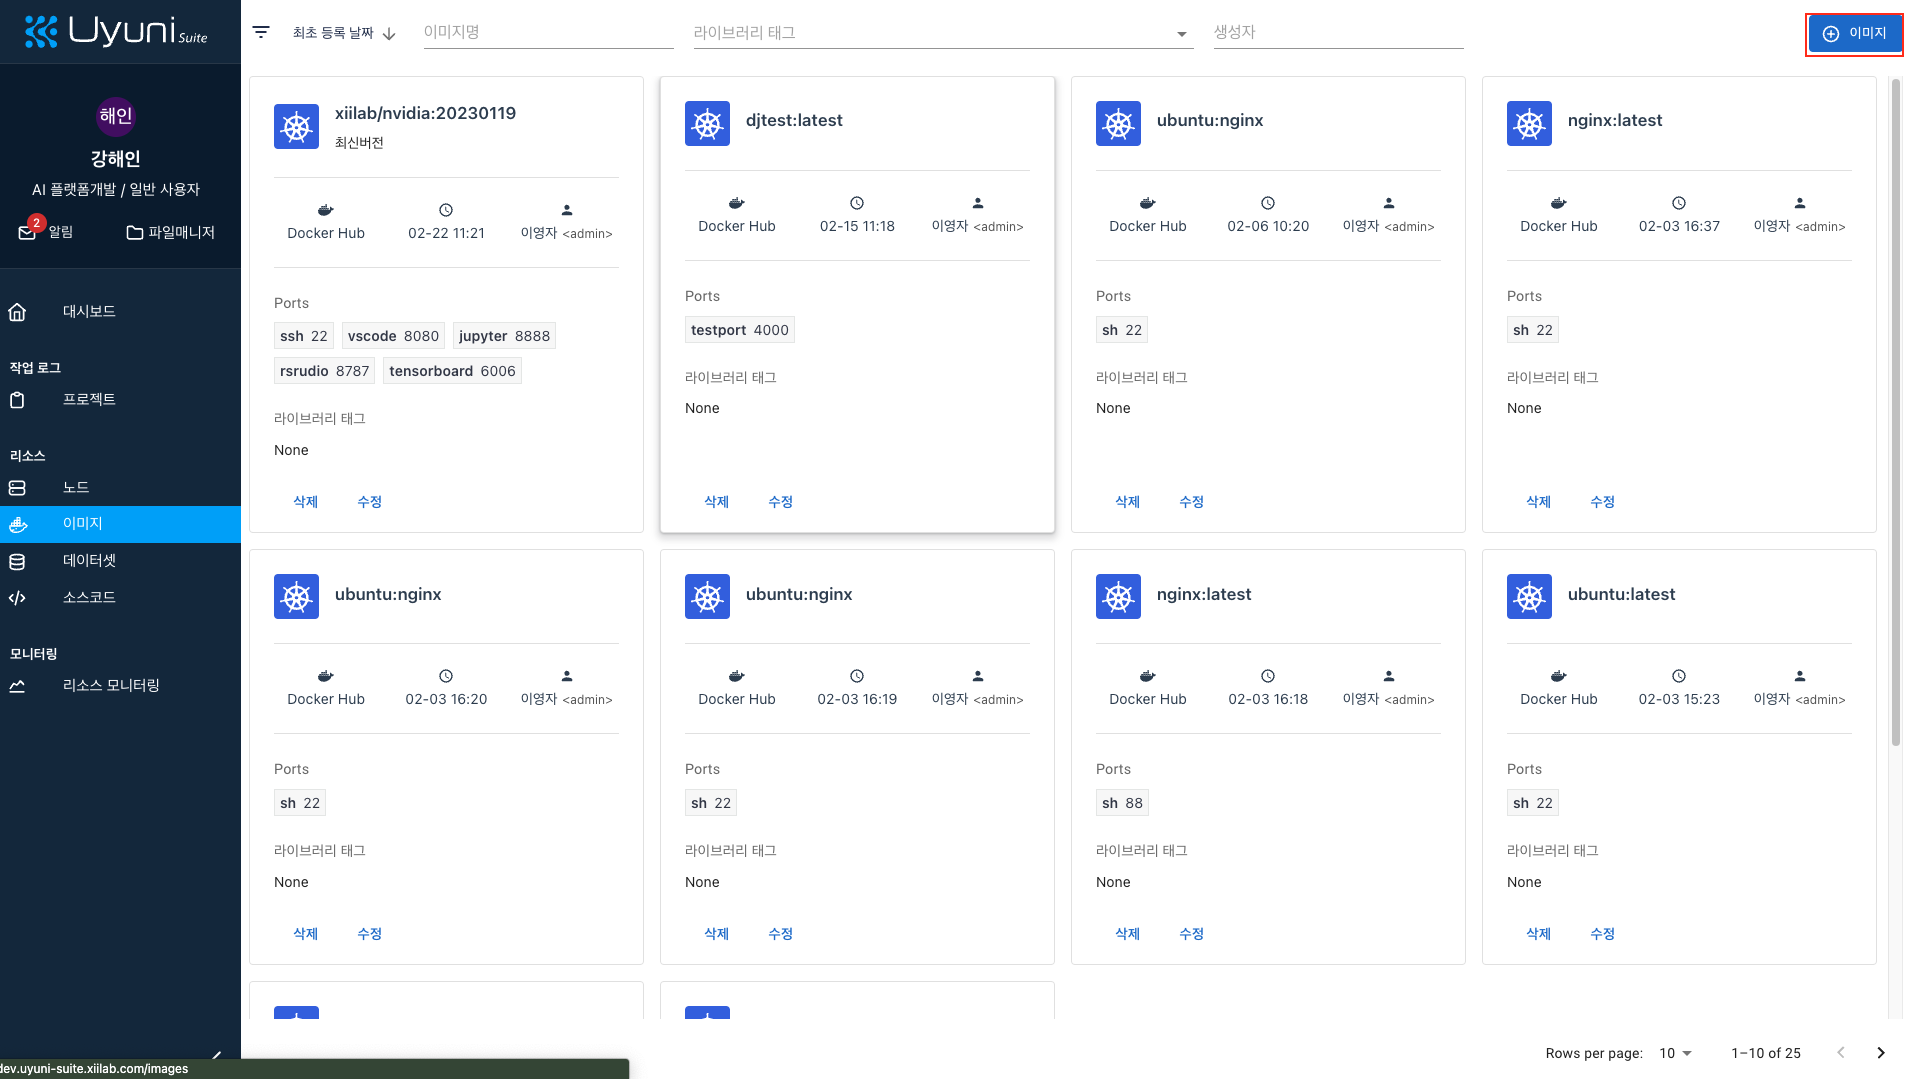 Uyuni Suite
해인
강해인
AI 플랫폼개발 / 일반 사용자
2
알림
파일매니저
대시보드
작업 로그
프로젝트
리소스
노드
이미지
데이터셋
소스코드
모니터링
리소스 모니터링
최초 등록 날짜
이미지명
라이브러리 태그
생성자
이미지
xiilab/nvidia:20230119
최신버전
Docker Hub
02-22 11:21
이영자 <admin>
Ports
ssh 22
vscode 8080
jupyter 8888
rsrudio 8787
tensorboard 6006
라이브러리 태그
None
삭제
수정
djtest:latest
Docker Hub
02-15 11:18
이영자 <admin>
Ports
testport 4000
라이브러리 태그
None
삭제
수정
ubuntu:nginx
Docker Hub
02-06 10:20
이영자 <admin>
Ports
sh 22
라이브러리 태그
None
삭제
수정
nginx:latest
Docker Hub
02-03 16:37
이영자 <admin>
Ports
sh 22
라이브러리 태그
None
삭제
수정
ubuntu:nginx
Docker Hub
02-03 16:20
이영자 <admin>
Ports
sh 22
라이브러리 태그
None
삭제
수정
ubuntu:nginx
Docker Hub
02-03 16:19
이영자 <admin>
Ports
sh 22
라이브러리 태그
None
삭제
수정
nginx:latest
Docker Hub
02-03 16:18
이영자 <admin>
Ports
sh 88
라이브러리 태그
None
삭제
수정
ubuntu:latest
Docker Hub
02-03 15:23
이영자 <admin>
Ports
sh 22
라이브러리 태그
None
삭제
수정
Rows per page: 10
1–10 of 25
dev.uyuni-suite.xiilab.com/images